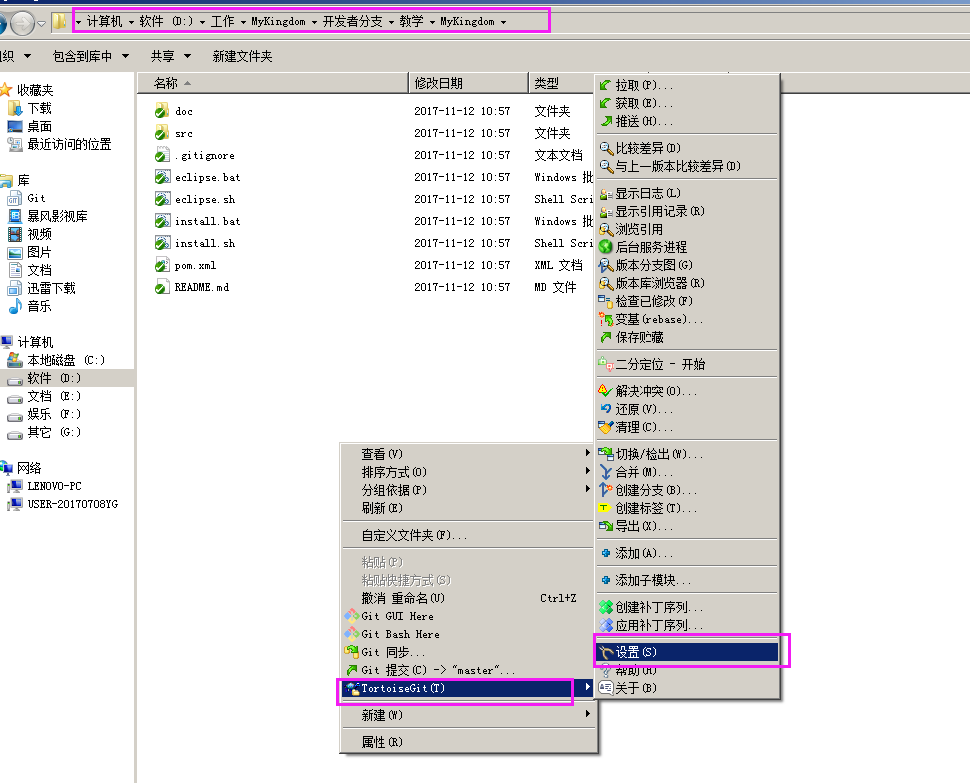 计算机 ▸ 软件 (D:) ▸ 工作 ▸ MyKingdom ▸ 开发者分支 ▸ 教学 ▸ MyKingdom
织 包含到库中 共享 新建文件夹
收藏夹
下载
桌面
最近访问的位置
库
Git
暴风影视库
视频
图片
文档
迅雷下载
音乐
计算机
本地磁盘 (C:)
软件 (D:)
文档 (E:)
娱乐 (F:)
其它 (G:)
网络
LENOVO-PC
USER-20170708YG
名称 修改日期 类型
doc 2017-11-12 10:57 文件夹
src 2017-11-12 10:57 文件夹
.gitignore 2017-11-12 10:57 文本文档
eclipse.bat 2017-11-12 10:57 Windows 批
eclipse.sh 2017-11-12 10:57 Shell Scri
install.bat 2017-11-12 10:57 Windows 批
install.sh 2017-11-12 10:57 Shell Scri
pom.xml 2017-11-12 10:57 XML 文档
README.md 2017-11-12 10:57 MD 文件
查看(V)
排序方式(O)
分组依据(P)
刷新(E)
自定义文件夹(F)...
粘贴(P)
粘贴快捷方式(S)
撤消 重命名(U) Ctrl+Z
Git GUI Here
Git Bash Here
Git 同步...
Git 提交(C) -> "master"...
TortoiseGit(T)
新建(W)
属性(R)
拉取(P)...
获取(E)...
推送(H)...
比较差异(D)
与上一版本比较差异(D)
显示日志(L)
显示引用记录(R)
浏览引用
后台服务进程
版本分支图(G)
版本库浏览器(R)
检查已修改(F)
变基(rebase)...
保存贮藏
二分定位 - 开始
解决冲突(O)...
还原(V)...
清理(C)...
切换/检出(W)...
合并(M)...
创建分支(B)...
创建标签(T)...
导出(X)...
添加(A)...
添加子模块...
创建补丁序列...
应用补丁序列...
设置(S)
帮助(H)
关于(B)